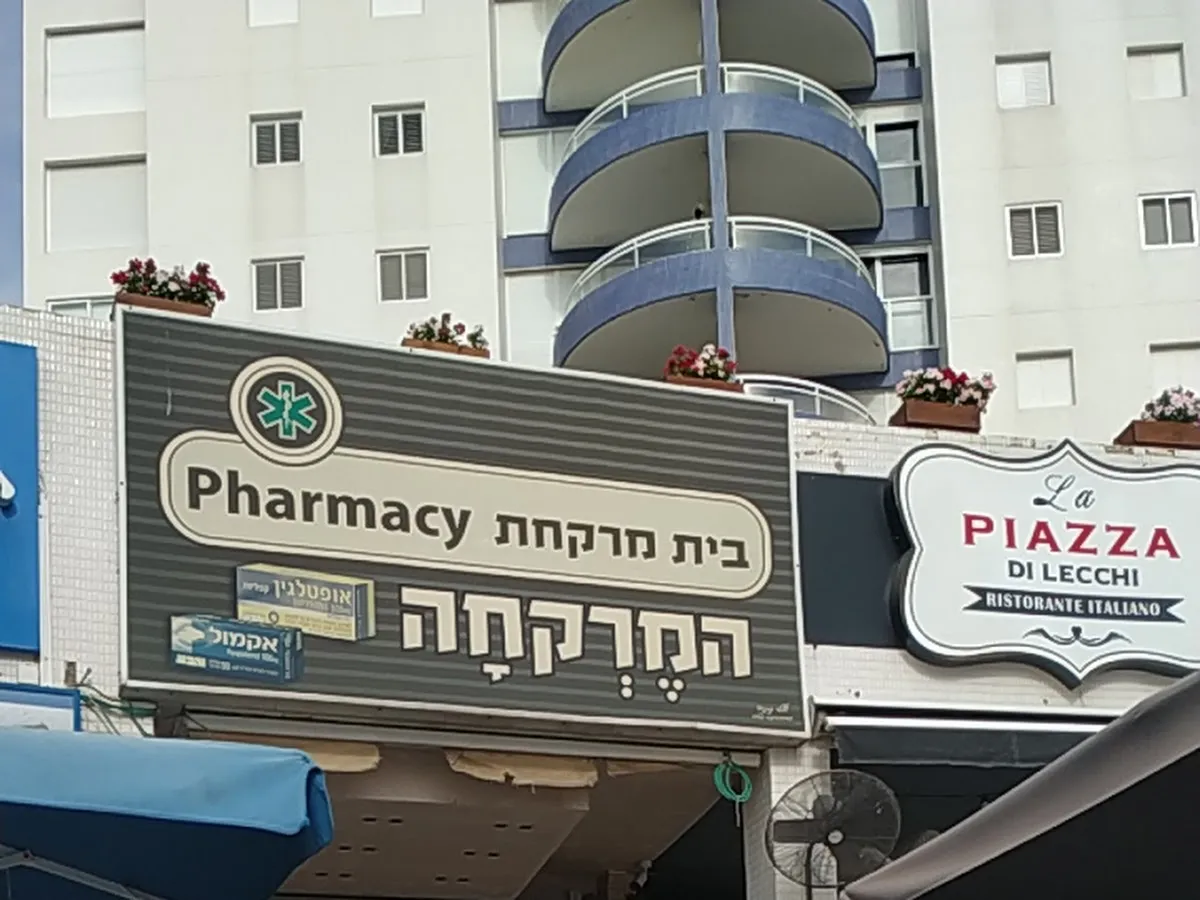 Pharmacy בית מרקחת
הַמֶּרְקָחָה
אופטלגין
אקמול
La
PIAZZA
DI LECCHI
RISTORANTE ITALIANO